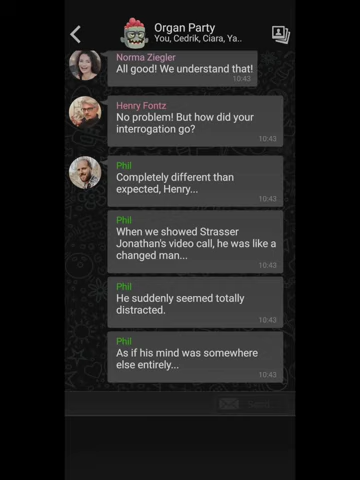 Organ Party
You, Cedrik, Ciara, Ya..
Norma Ziegler
All good! We understand that!
10:43
Henry Fontz
No problem! But how did your
interrogation go?
10:43
Phil
Completely different than
expected, Henry...
10:43
Phil
When we showed Strasser
Jonathan's video call, he was like a
changed man...
10:43
Phil
He suddenly seemed totally
distracted.
10:43
Phil
As if his mind was somewhere
else entirely...
10:43
Send...